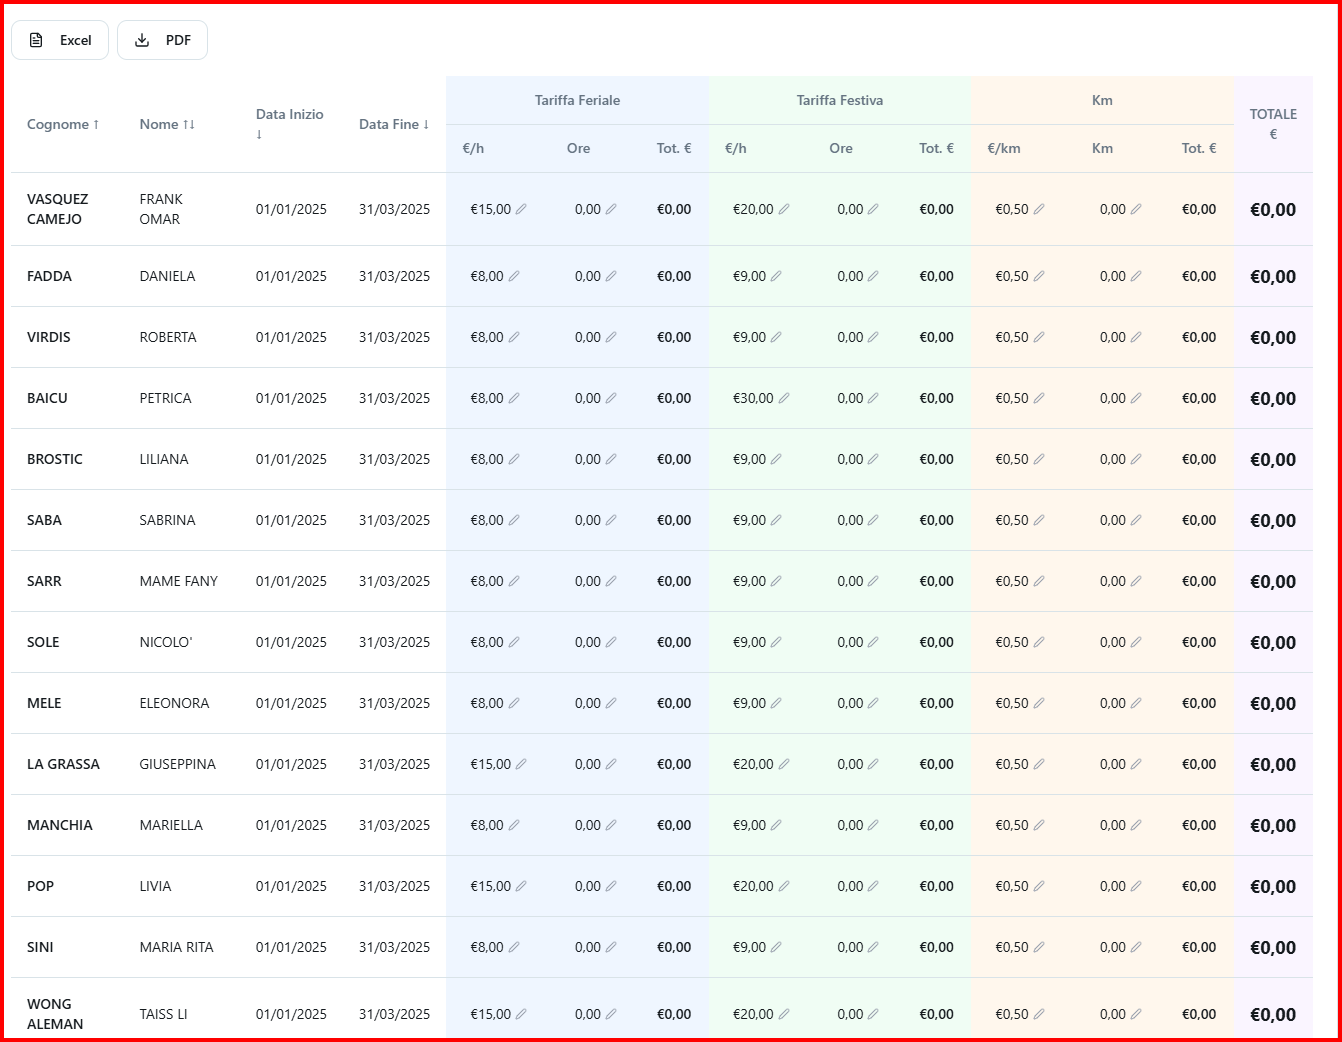 Excel PDF
Tariffa Feriale Tariffa Festiva Km
Cognome ↑ Nome ↑↓ Data Inizio ↓ Data Fine ↓ TOTALE €
€/h Ore Tot. € €/h Ore Tot. € €/km Km Tot. €
VASQUEZ CAMEJO FRANK OMAR 01/01/2025 31/03/2025 €15,00 0,00 €0,00 €20,00 0,00 €0,00 €0,50 0,00 €0,00 €0,00
FADDA DANIELA 01/01/2025 31/03/2025 €8,00 0,00 €0,00 €9,00 0,00 €0,00 €0,50 0,00 €0,00 €0,00
VIRDIS ROBERTA 01/01/2025 31/03/2025 €8,00 0,00 €0,00 €9,00 0,00 €0,00 €0,50 0,00 €0,00 €0,00
BAICU PETRICA 01/01/2025 31/03/2025 €8,00 0,00 €0,00 €30,00 0,00 €0,00 €0,50 0,00 €0,00 €0,00
BROSTIC LILIANA 01/01/2025 31/03/2025 €8,00 0,00 €0,00 €9,00 0,00 €0,00 €0,50 0,00 €0,00 €0,00
SABA SABRINA 01/01/2025 31/03/2025 €8,00 0,00 €0,00 €9,00 0,00 €0,00 €0,50 0,00 €0,00 €0,00
SARR MAME FANY 01/01/2025 31/03/2025 €8,00 0,00 €0,00 €9,00 0,00 €0,00 €0,50 0,00 €0,00 €0,00
SOLE NICOLO' 01/01/2025 31/03/2025 €8,00 0,00 €0,00 €9,00 0,00 €0,00 €0,50 0,00 €0,00 €0,00
MELE ELEONORA 01/01/2025 31/03/2025 €8,00 0,00 €0,00 €9,00 0,00 €0,00 €0,50 0,00 €0,00 €0,00
LA GRASSA GIUSEPPINA 01/01/2025 31/03/2025 €15,00 0,00 €0,00 €20,00 0,00 €0,00 €0,50 0,00 €0,00 €0,00
MANCHIA MARIELLA 01/01/2025 31/03/2025 €8,00 0,00 €0,00 €9,00 0,00 €0,00 €0,50 0,00 €0,00 €0,00
POP LIVIA 01/01/2025 31/03/2025 €15,00 0,00 €0,00 €20,00 0,00 €0,00 €0,50 0,00 €0,00 €0,00
SINI MARIA RITA 01/01/2025 31/03/2025 €8,00 0,00 €0,00 €9,00 0,00 €0,00 €0,50 0,00 €0,00 €0,00
WONG ALEMAN TAISS LI 01/01/2025 31/03/2025 €15,00 0,00 €0,00 €20,00 0,00 €0,00 €0,50 0,00 €0,00 €0,00